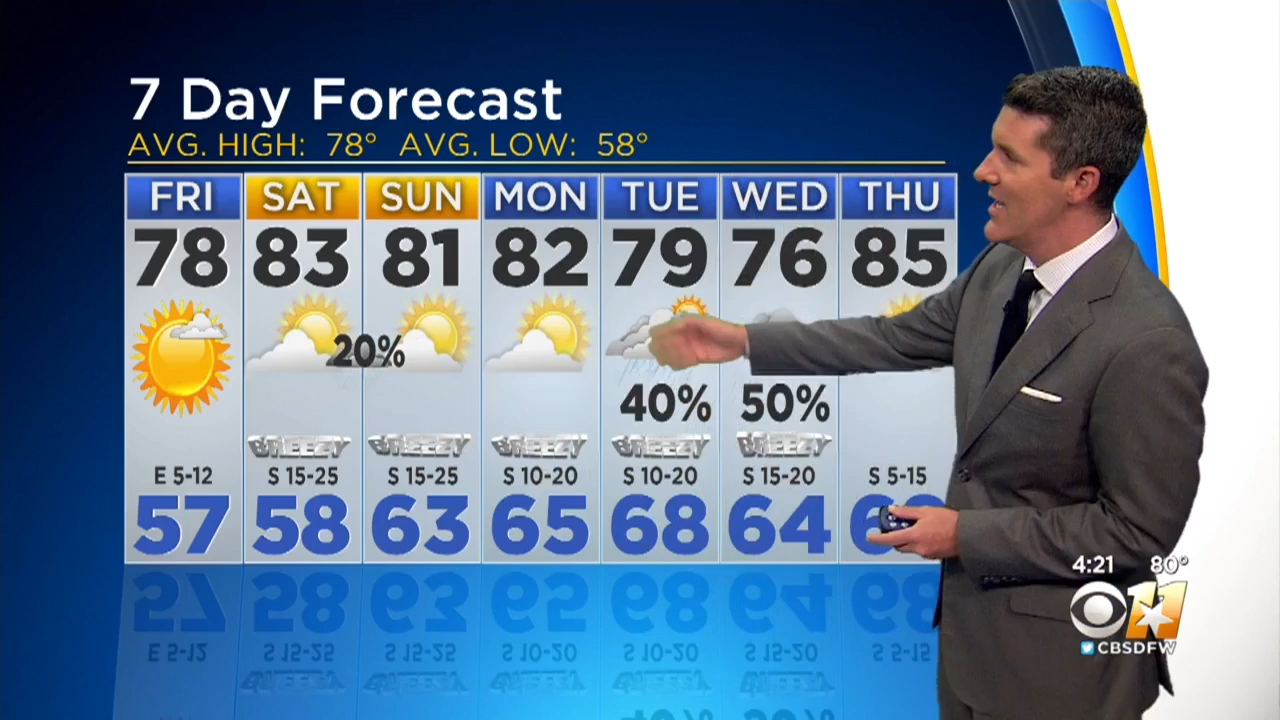 7 Day Forecast
AVG. HIGH: 78° AVG. LOW: 58°
FRI SAT SUN MON TUE WED THU
78 83 81 82 79 76 85
20%
40% 50%
BREEZY BREEZY BREEZY BREEZY BREEZY
E 5-12 S 15-25 S 15-25 S 10-20 S 10-20 S 15-20 S 5-15
57 58 63 65 68 64
4:21 80°
11
CBSDFW